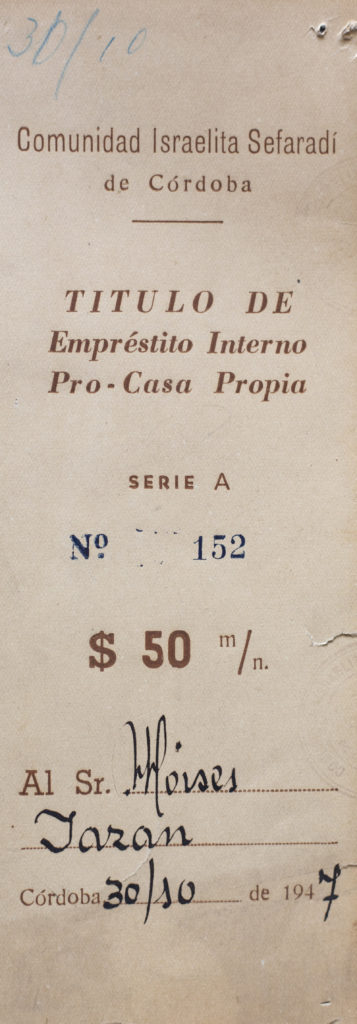 30/10
Comunidad Israelita Sefaradí
de Córdoba
TITULO DE
Empréstito Interno
Pro-Casa Propia
SERIE A
Nº 152
$ 50 m/n.
Al Sr. Moises
Jaran
Córdoba 30/10 de 1947